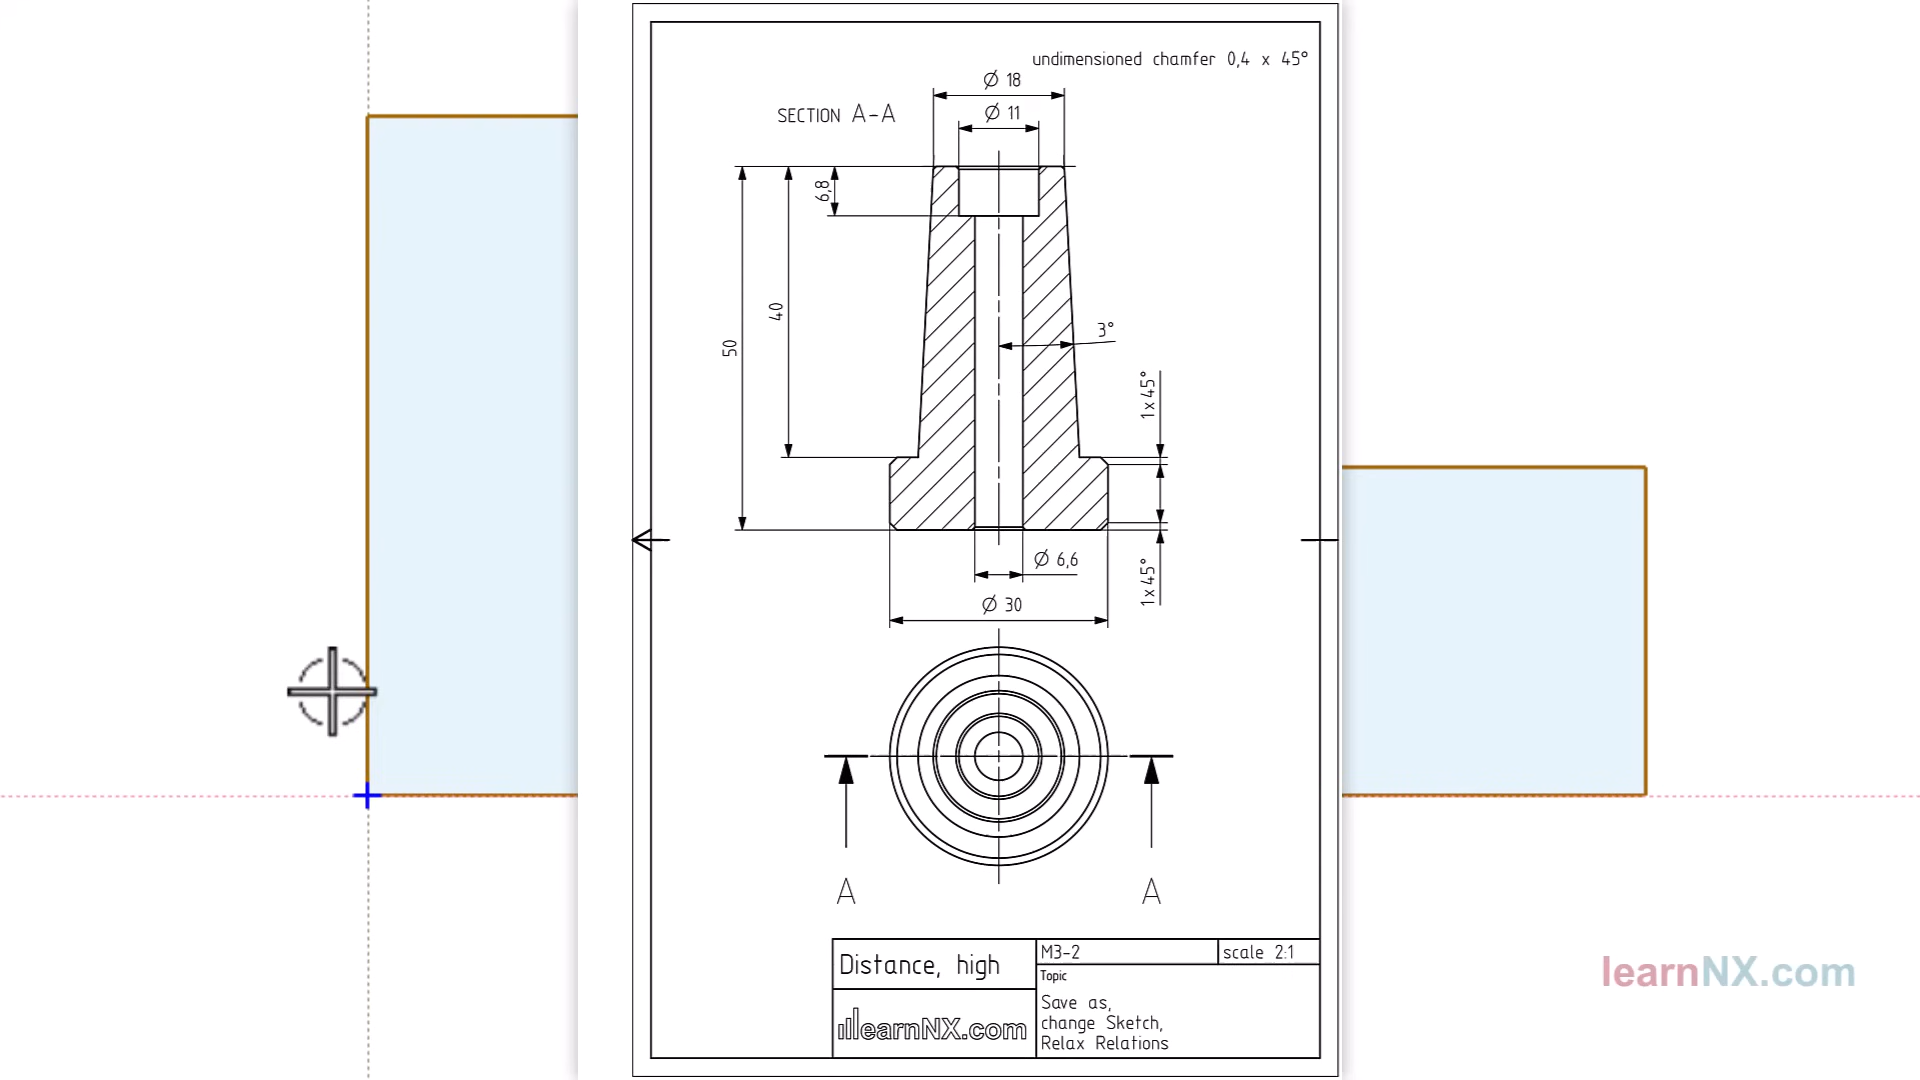 undimensioned chamfer 0,4 x 45°
Ø 18
SECTION A-A
Ø 11
6,8
40
50
3°
1x45°
1x45°
Ø 6,6
Ø 30
A
A
Distance, high
M3-2
scale 2:1
Topic
Save as,
change Sketch,
Relax Relations
learnNX.com
learnNX.com